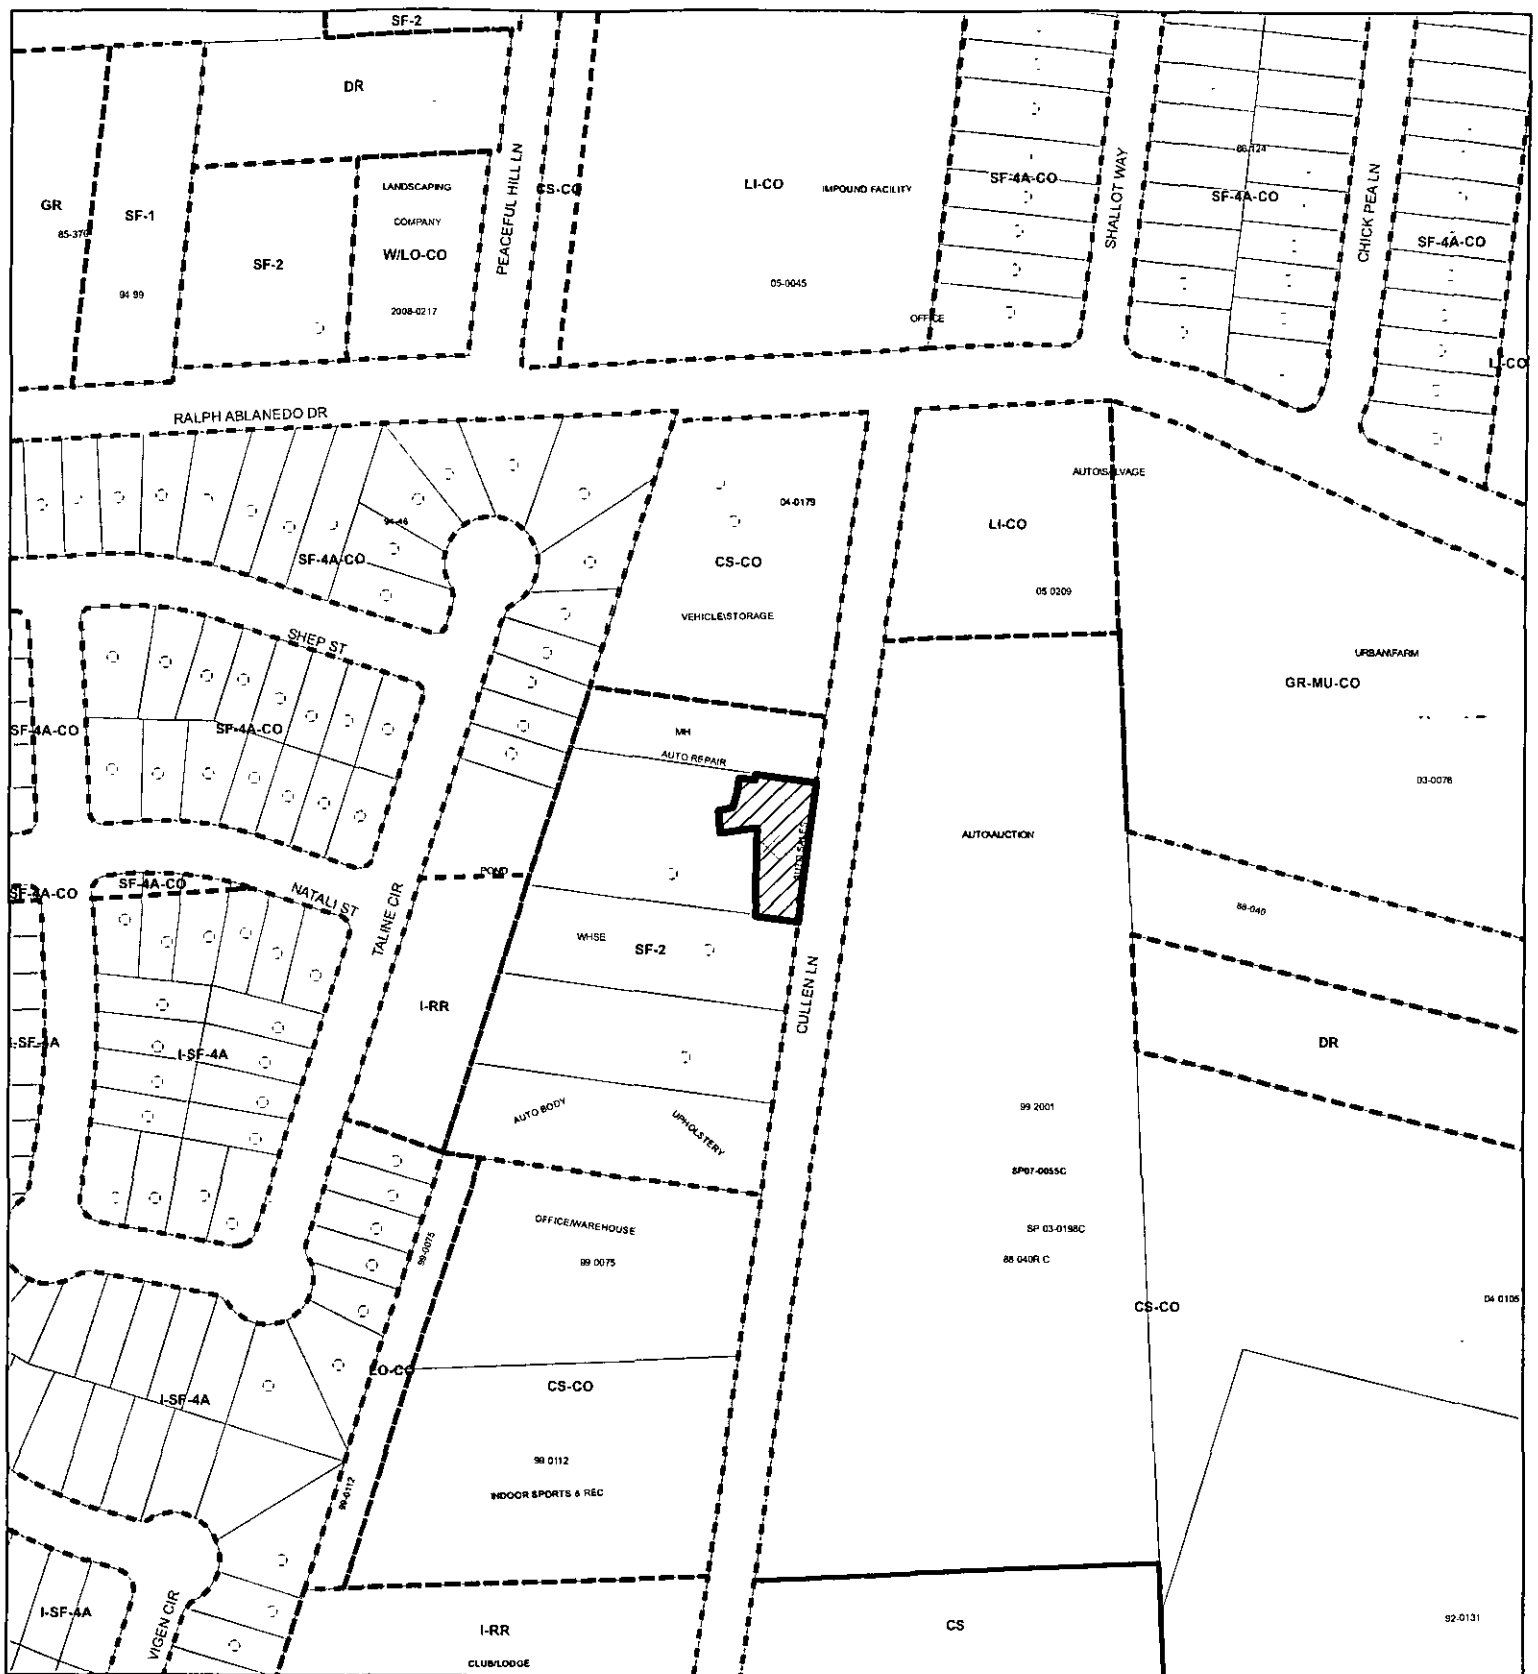 SF-2
DR
LANDSCAPING
COMPANY
W/LO-CO
2008-0217
PEACEFUL HILL LN
CS-CO
LI-CO
IMPOUND FACILITY
05-0045
OFFICE
SF-4A-CO
SHALLOT WAY
SF-4A-CO
CHICK PEA LN
SF-4A-CO
LI-CO
GR
SF-1
94 99
SF-2
RALPH ABLANEDO DR
SF-4A-CO
04-0179
CS-CO
VEHICLE\STORAGE
LI-CO
05 0209
URBAN\FARM
GR-MU-CO
03-0076
SHEP ST
SF-4A-CO
SF-4A-CO
MH
AUTO REPAIR
AUTO SALES
AUTO\AUCTION
88-040
SF-4A-CO
SF-4A-CO
NATALI ST
TALINE CIR
POND
WHSE
SF-2
CULLEN LN
I-RR
I-SF-4A
I-SF-4A
DR
AUTO BODY
UPHOLSTERY
99 2001
SP07-0055C
SP 03-0198C
88 040R C
OFFICE/WAREHOUSE
99 0075
99-0075
CS-CO
04 0105
LO-CO
CS-CO
I-SF-4A
99 0112
99-0112
INDOOR SPORTS & REC
I-SF-4A
VIGEN CIR
I-RR
CLUB/LODGE
CS
92-0131